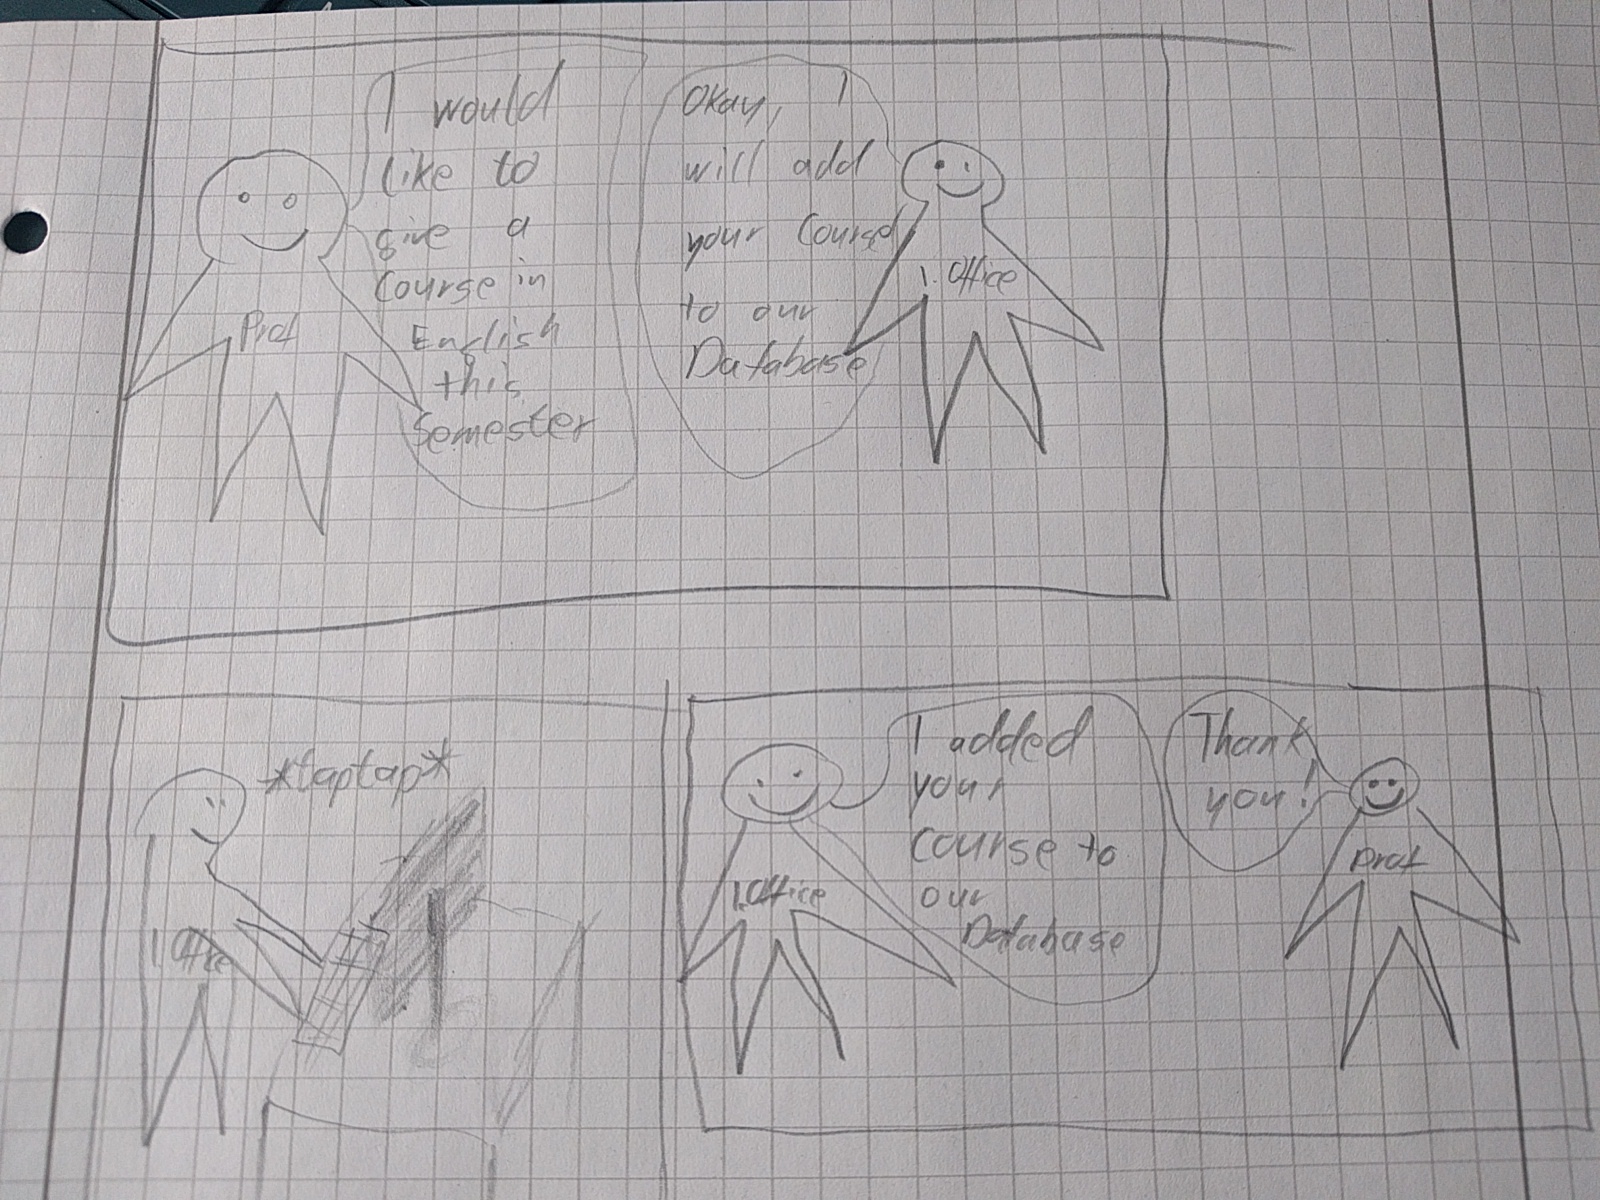 I would
like to
give a
Course in
English
this
Semester
Okay, I
will add
your Course
to our
Database
Prof
I. Office
*taptap*
I. Office
I added
your
course to
our
Database
Thank
you!
I. Office
Prof